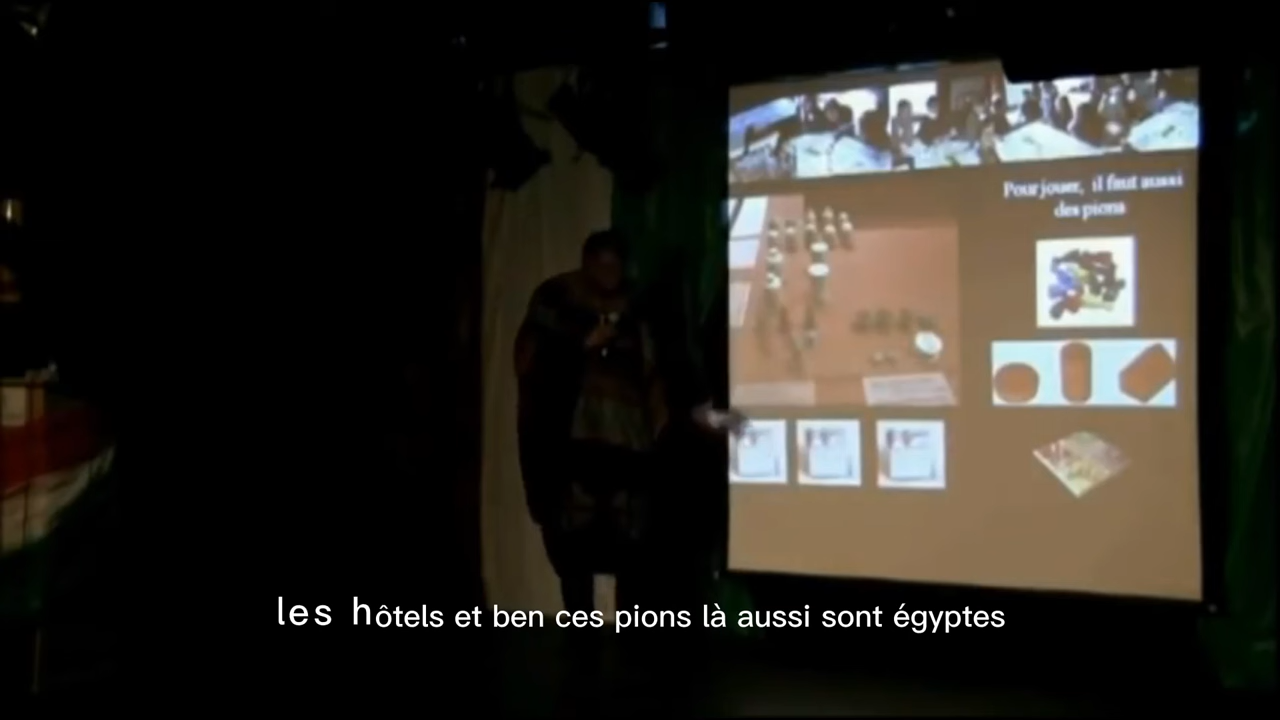 Pour jouer, il faut aussi
des pions
les hôtels et ben ces pions là aussi sont égyptes